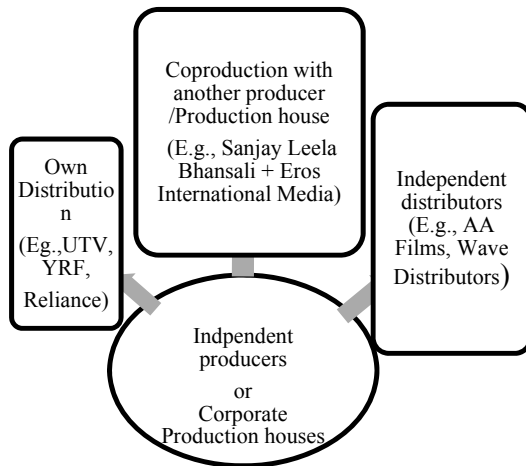 Coproduction with
another producer
/Production house
(E.g., Sanjay Leela
Bhansali + Eros
International Media)
Own
Distributio
n
(Eg.,UTV,
YRF,
Reliance)
Independent
distributors
(E.g., AA
Films, Wave
Distributors)
Indpendent
producers
or
Corporate
Production houses